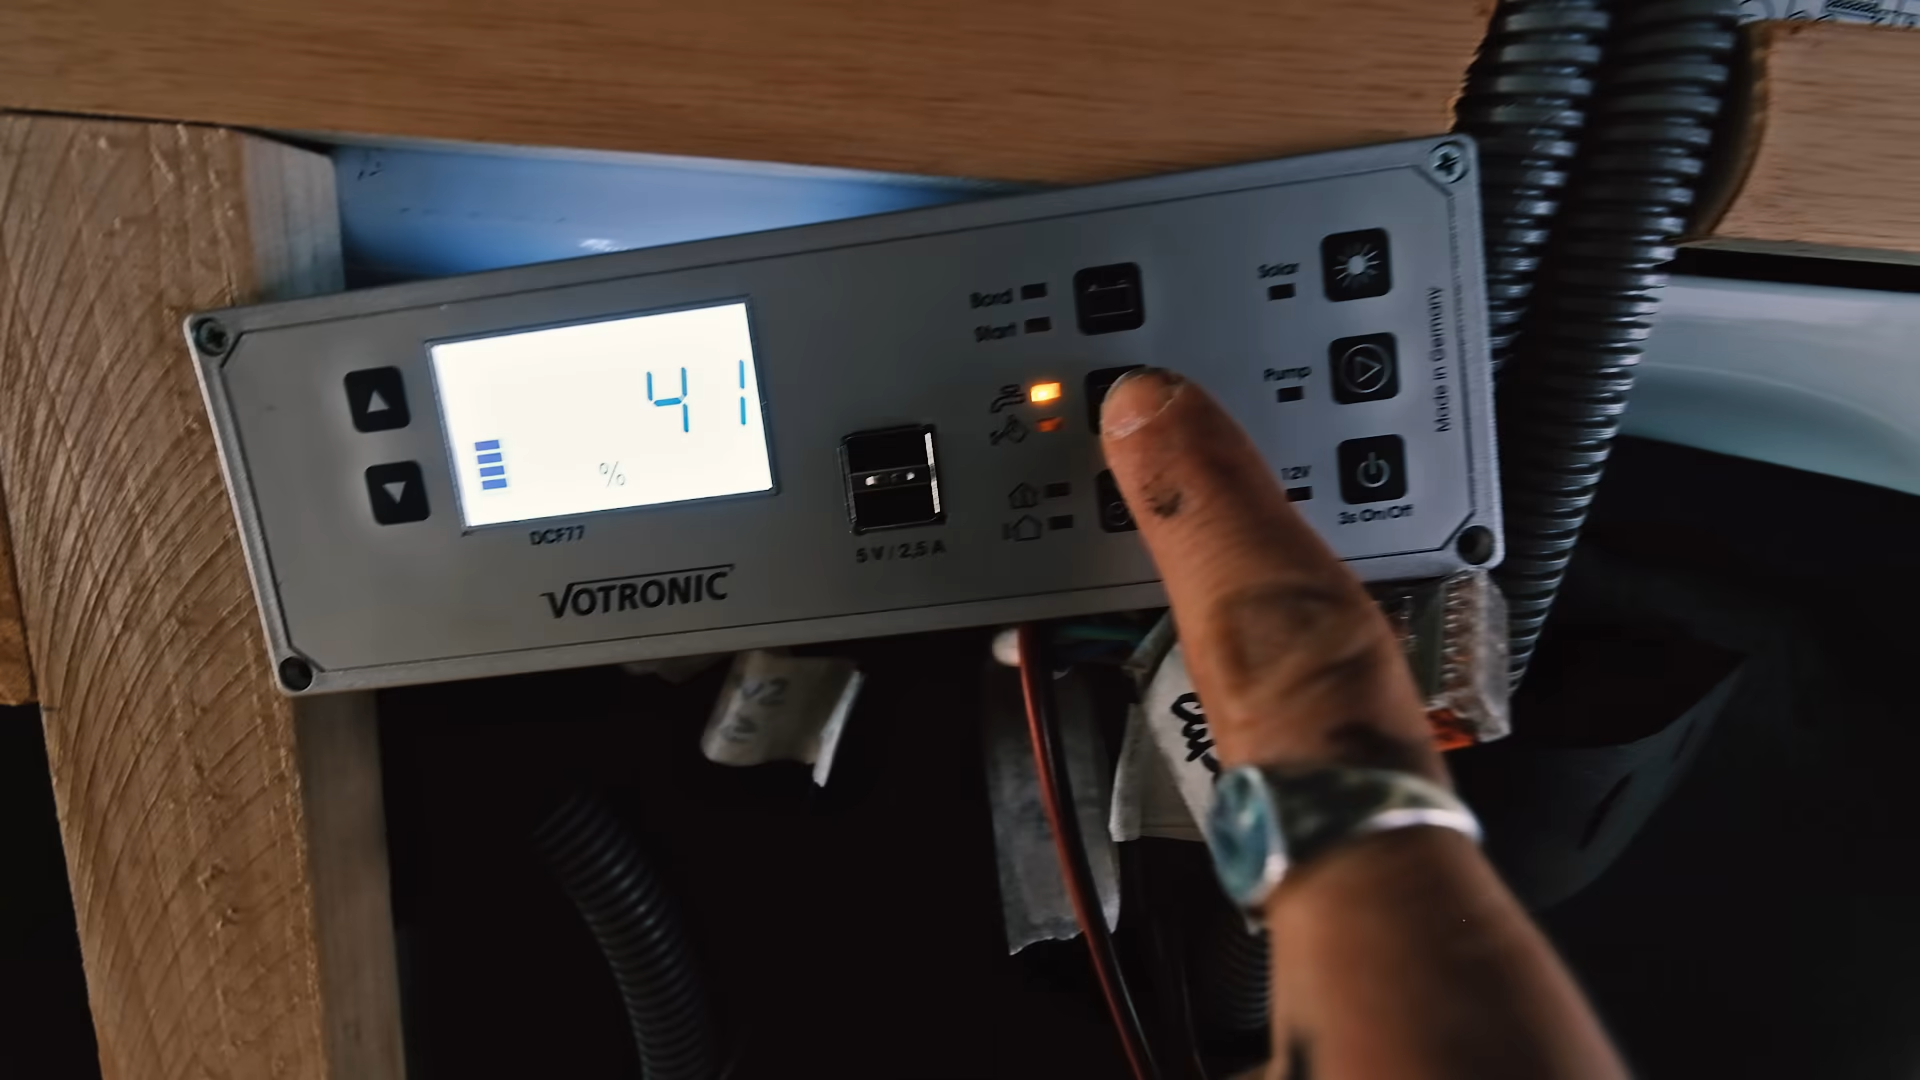 41
%
DCF77
VOTRONIC
5 V / 2,5 A
Bord
Start
Solar
Pump
12V
3s On/Off
Made in Germany